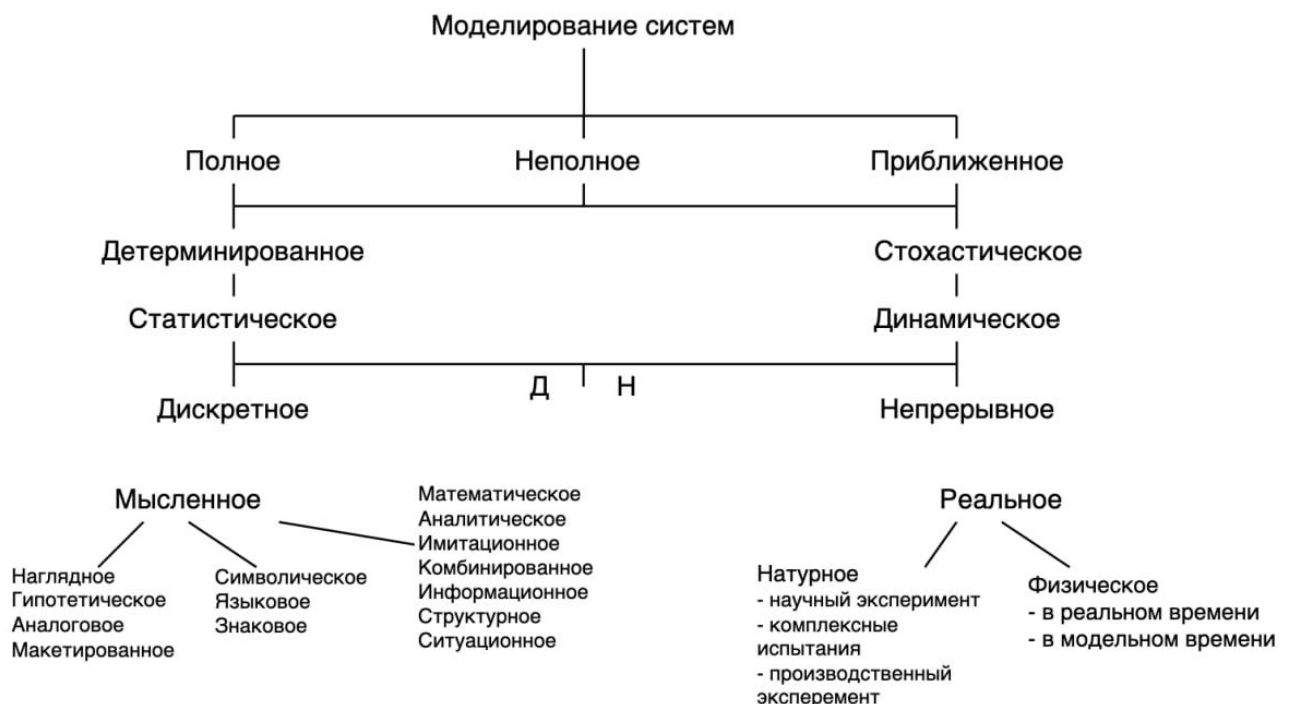 Моделирование систем
Полное
Неполное
Приближенное
Детерминированное
Стохастическое
Статистическое
Динамическое
Д
Н
Дискретное
Непрерывное
Мысленное
Наглядное
Гипотетическое
Аналоговое
Макетированное
Символическое
Языковое
Знаковое
Математическое
Аналитическое
Имитационное
Комбинированное
Информационное
Структурное
Ситуационное
Реальное
Натурное
- научный эксперимент
- комплексные
испытания
- производственный
эксперемент
Физическое
- в реальном времени
- в модельном времени